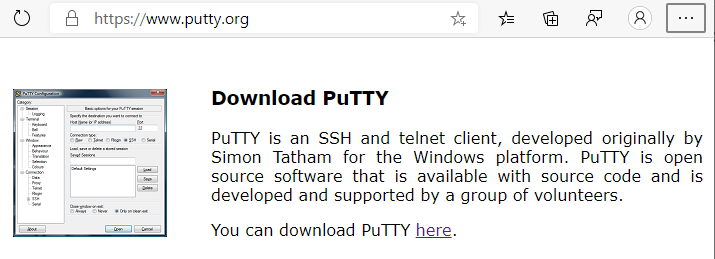 https://www.putty.org
Download PuTTY
PuTTY Configuration
Category:
Basic options for your PuTTY session
Session
Logging
Terminal
Keyboard
Bell
Features
Window
Appearance
Behaviour
Translation
Selection
Colours
Connection
Data
Proxy
Telnet
Rlogin
SSH
Serial
Specify the destination you want to connect to
Host Name (or IP address) Port
22
Connection type:
Raw Telnet Rlogin SSH Serial
Load, save or delete a stored session
Saved Sessions
Default Settings
Load
Save
Delete
Close window on exit:
Always Never Only on clean exit
About Open Cancel
PuTTY is an SSH and telnet client, developed originally by
Simon Tatham for the Windows platform. PuTTY is open
source software that is available with source code and is
developed and supported by a group of volunteers.
You can download PuTTY here.